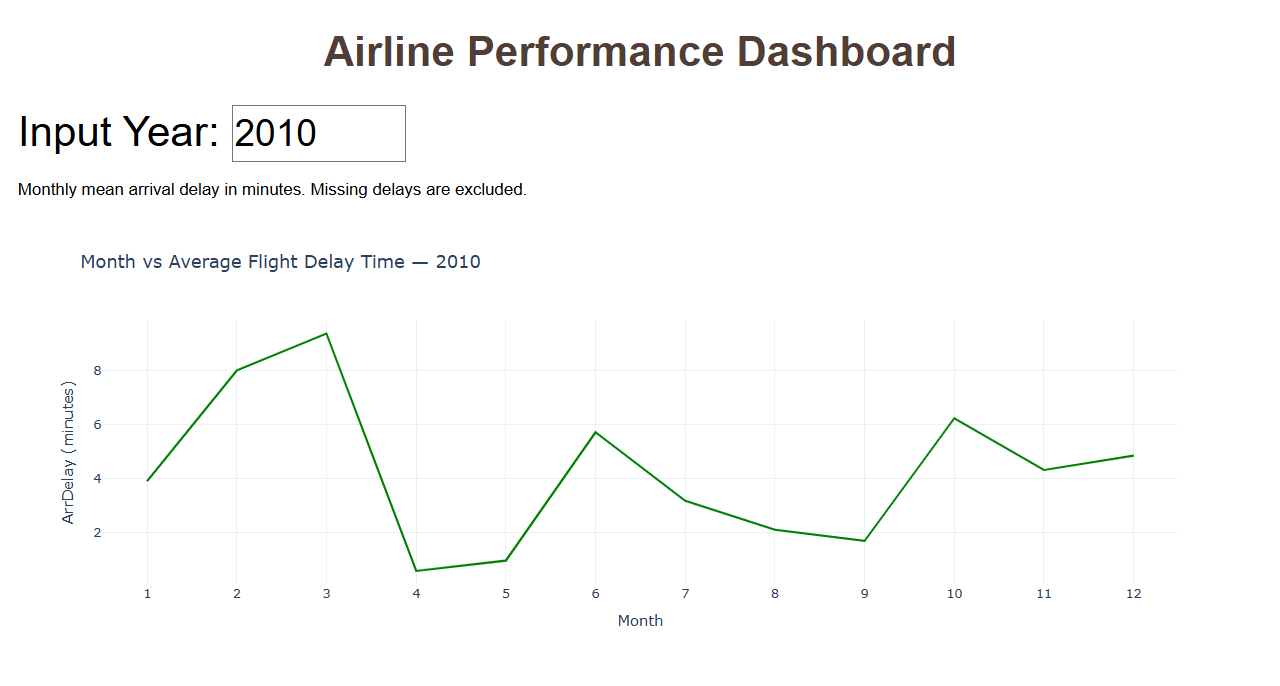 Airline Performance Dashboard
Input Year: 2010
Monthly mean arrival delay in minutes. Missing delays are excluded.
Month vs Average Flight Delay Time — 2010
ArrDelay (minutes)
8
6
4
2
1 2 3 4 5 6 7 8 9 10 11 12
Month